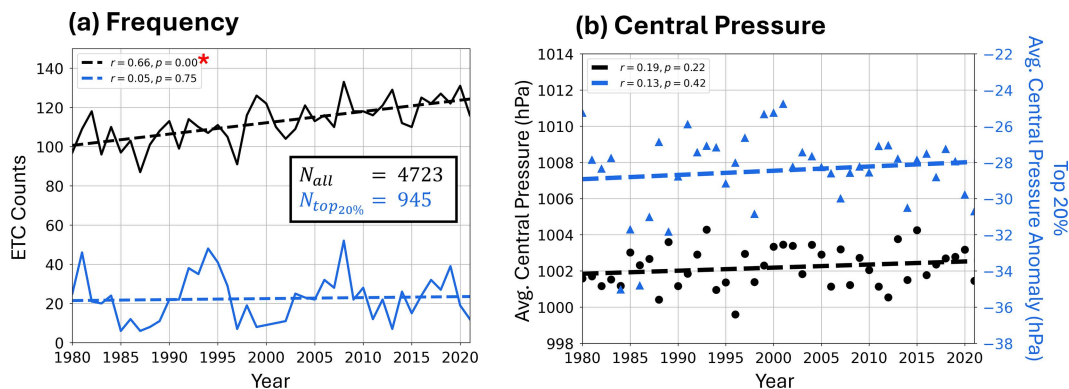 (a) Frequency
140
120
100
80
60
40
20
0
ETC Counts
r = 0.66, p = 0.00*
r = 0.05, p = 0.75
N_all = 4723
N_top20% = 945
1980 1985 1990 1995 2000 2005 2010 2015 2020
Year
(b) Central Pressure
1014
1012
1010
1008
1006
1004
1002
1000
998
Avg. Central Pressure (hPa)
r = 0.19, p = 0.22
r = 0.13, p = 0.42
−22
−24
−26
−28
−30
−32
−34
−36
−38
Top 20%
Avg. Central Pressure Anomaly (hPa)
1980 1985 1990 1995 2000 2005 2010 2015 2020
Year